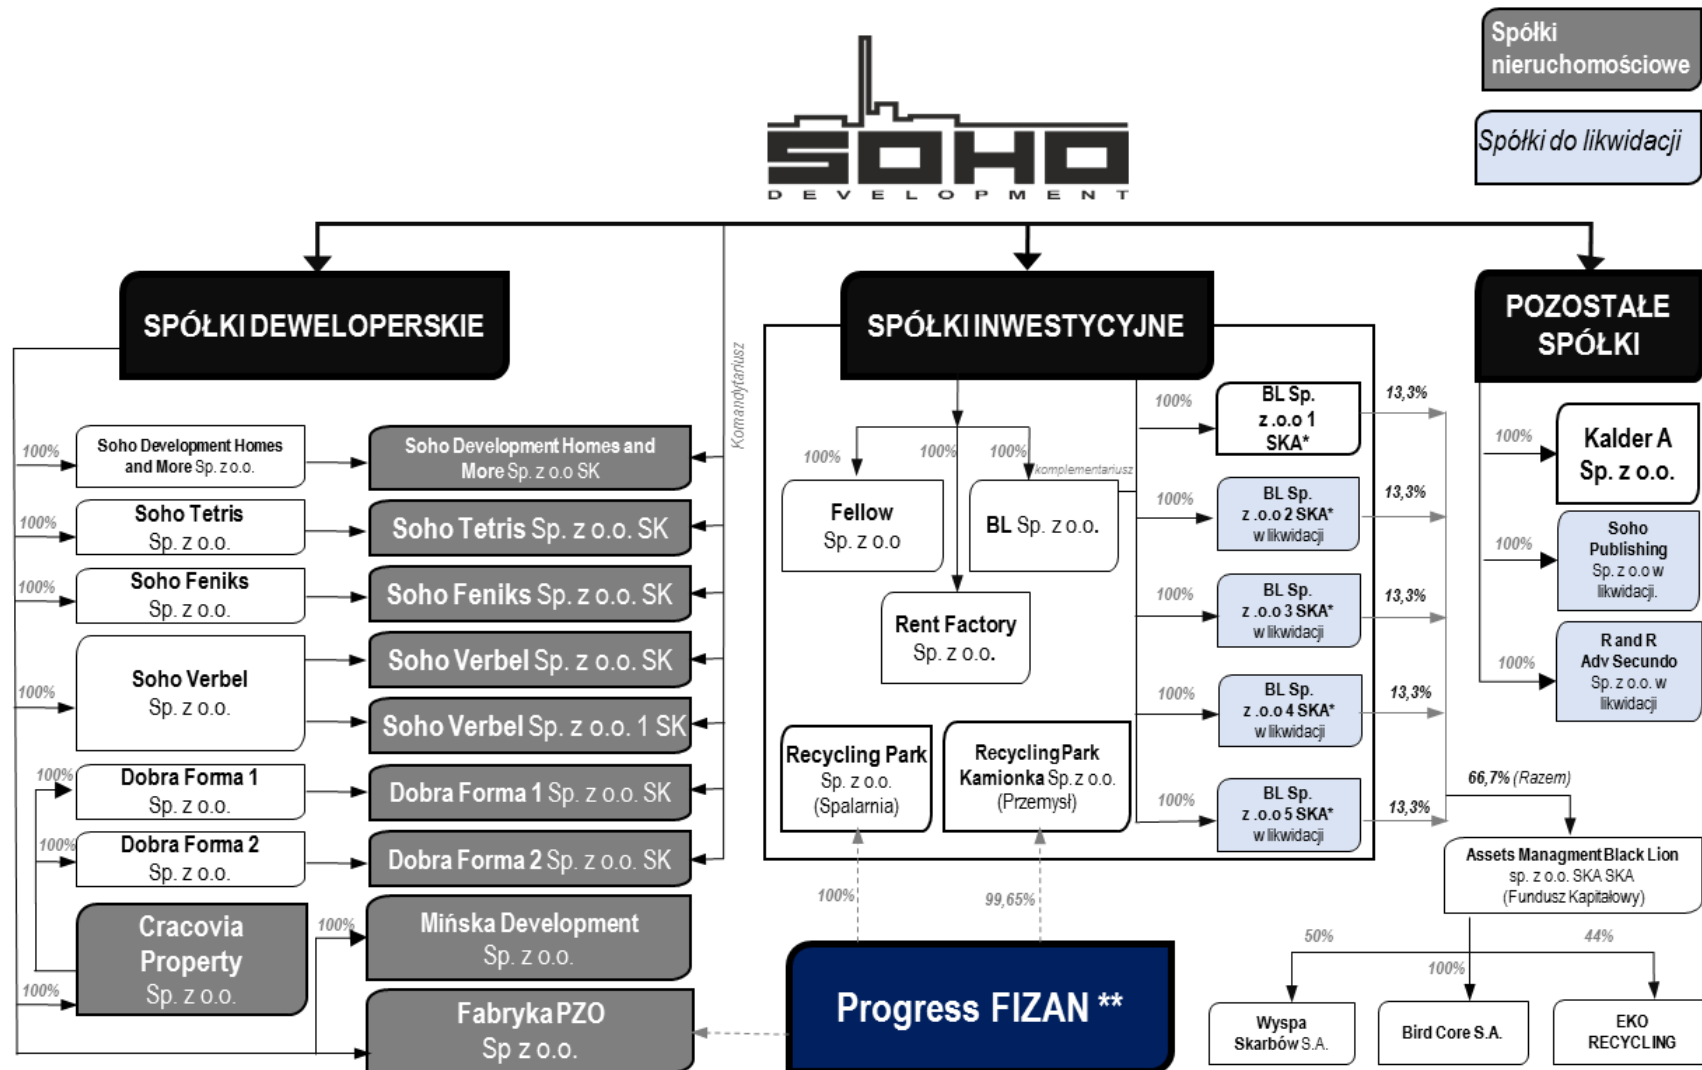 Spółki
nieruchomościowe
Spółki do likwidacji
SOHO
DEVELOPMENT
SPÓŁKI DEWELOPERSKIE
Komandytariusz
100%
Soho Development Homes
and More Sp. z o.o.
Soho Development Homes and
More Sp. z o.o SK
100%
Soho Tetris
Sp. z o.o.
Soho Tetris Sp. z o.o. SK
100%
Soho Feniks
Sp. z o.o.
Soho Feniks Sp. z o.o. SK
100%
Soho Verbel
Sp. z o.o.
Soho Verbel Sp. z o.o. SK
Soho Verbel Sp. z o.o. 1 SK
100%
Dobra Forma 1
Sp. z o.o.
Dobra Forma 1 Sp. z o.o. SK
100%
Dobra Forma 2
Sp. z o.o.
Dobra Forma 2 Sp. z o.o. SK
100%
Cracovia
Property
Sp. z o.o.
100%
Mińska Development
Sp. z o.o.
Fabryka PZO
Sp z o.o.
SPÓŁKI INWESTYCYJNE
100%
100%
100%
komplementariusz
Fellow
Sp. z o.o
BL Sp. z o.o.
Rent Factory
Sp. z o.o.
Recycling Park
Sp. z o.o.
(Spalarnia)
Recycling Park
Kamionka Sp. z o.o.
(Przemysł)
100%
BL Sp.
z .o.o 1
SKA*
13,3%
100%
BL Sp.
z .o.o 2 SKA*
w likwidacji
13,3%
100%
BL Sp.
z .o.o 3 SKA*
w likwidacji
13,3%
100%
BL Sp.
z .o.o 4 SKA*
w likwidacji
13,3%
100%
BL Sp.
z .o.o 5 SKA*
w likwidacji
13,3%
100%
99,65%
Progress FIZAN **
POZOSTAŁE
SPÓŁKI
100%
Kalder A
Sp. z o.o.
100%
Soho
Publishing
Sp. z o.o w
likwidacji.
100%
R and R
Adv Secundo
Sp. z o.o. w
likwidacji
66,7% (Razem)
Assets Managment Black Lion
sp. z o.o. SKA SKA
(Fundusz Kapitałowy)
50%
100%
44%
Wyspa
Skarbów S.A.
Bird Core S.A.
EKO
RECYCLING